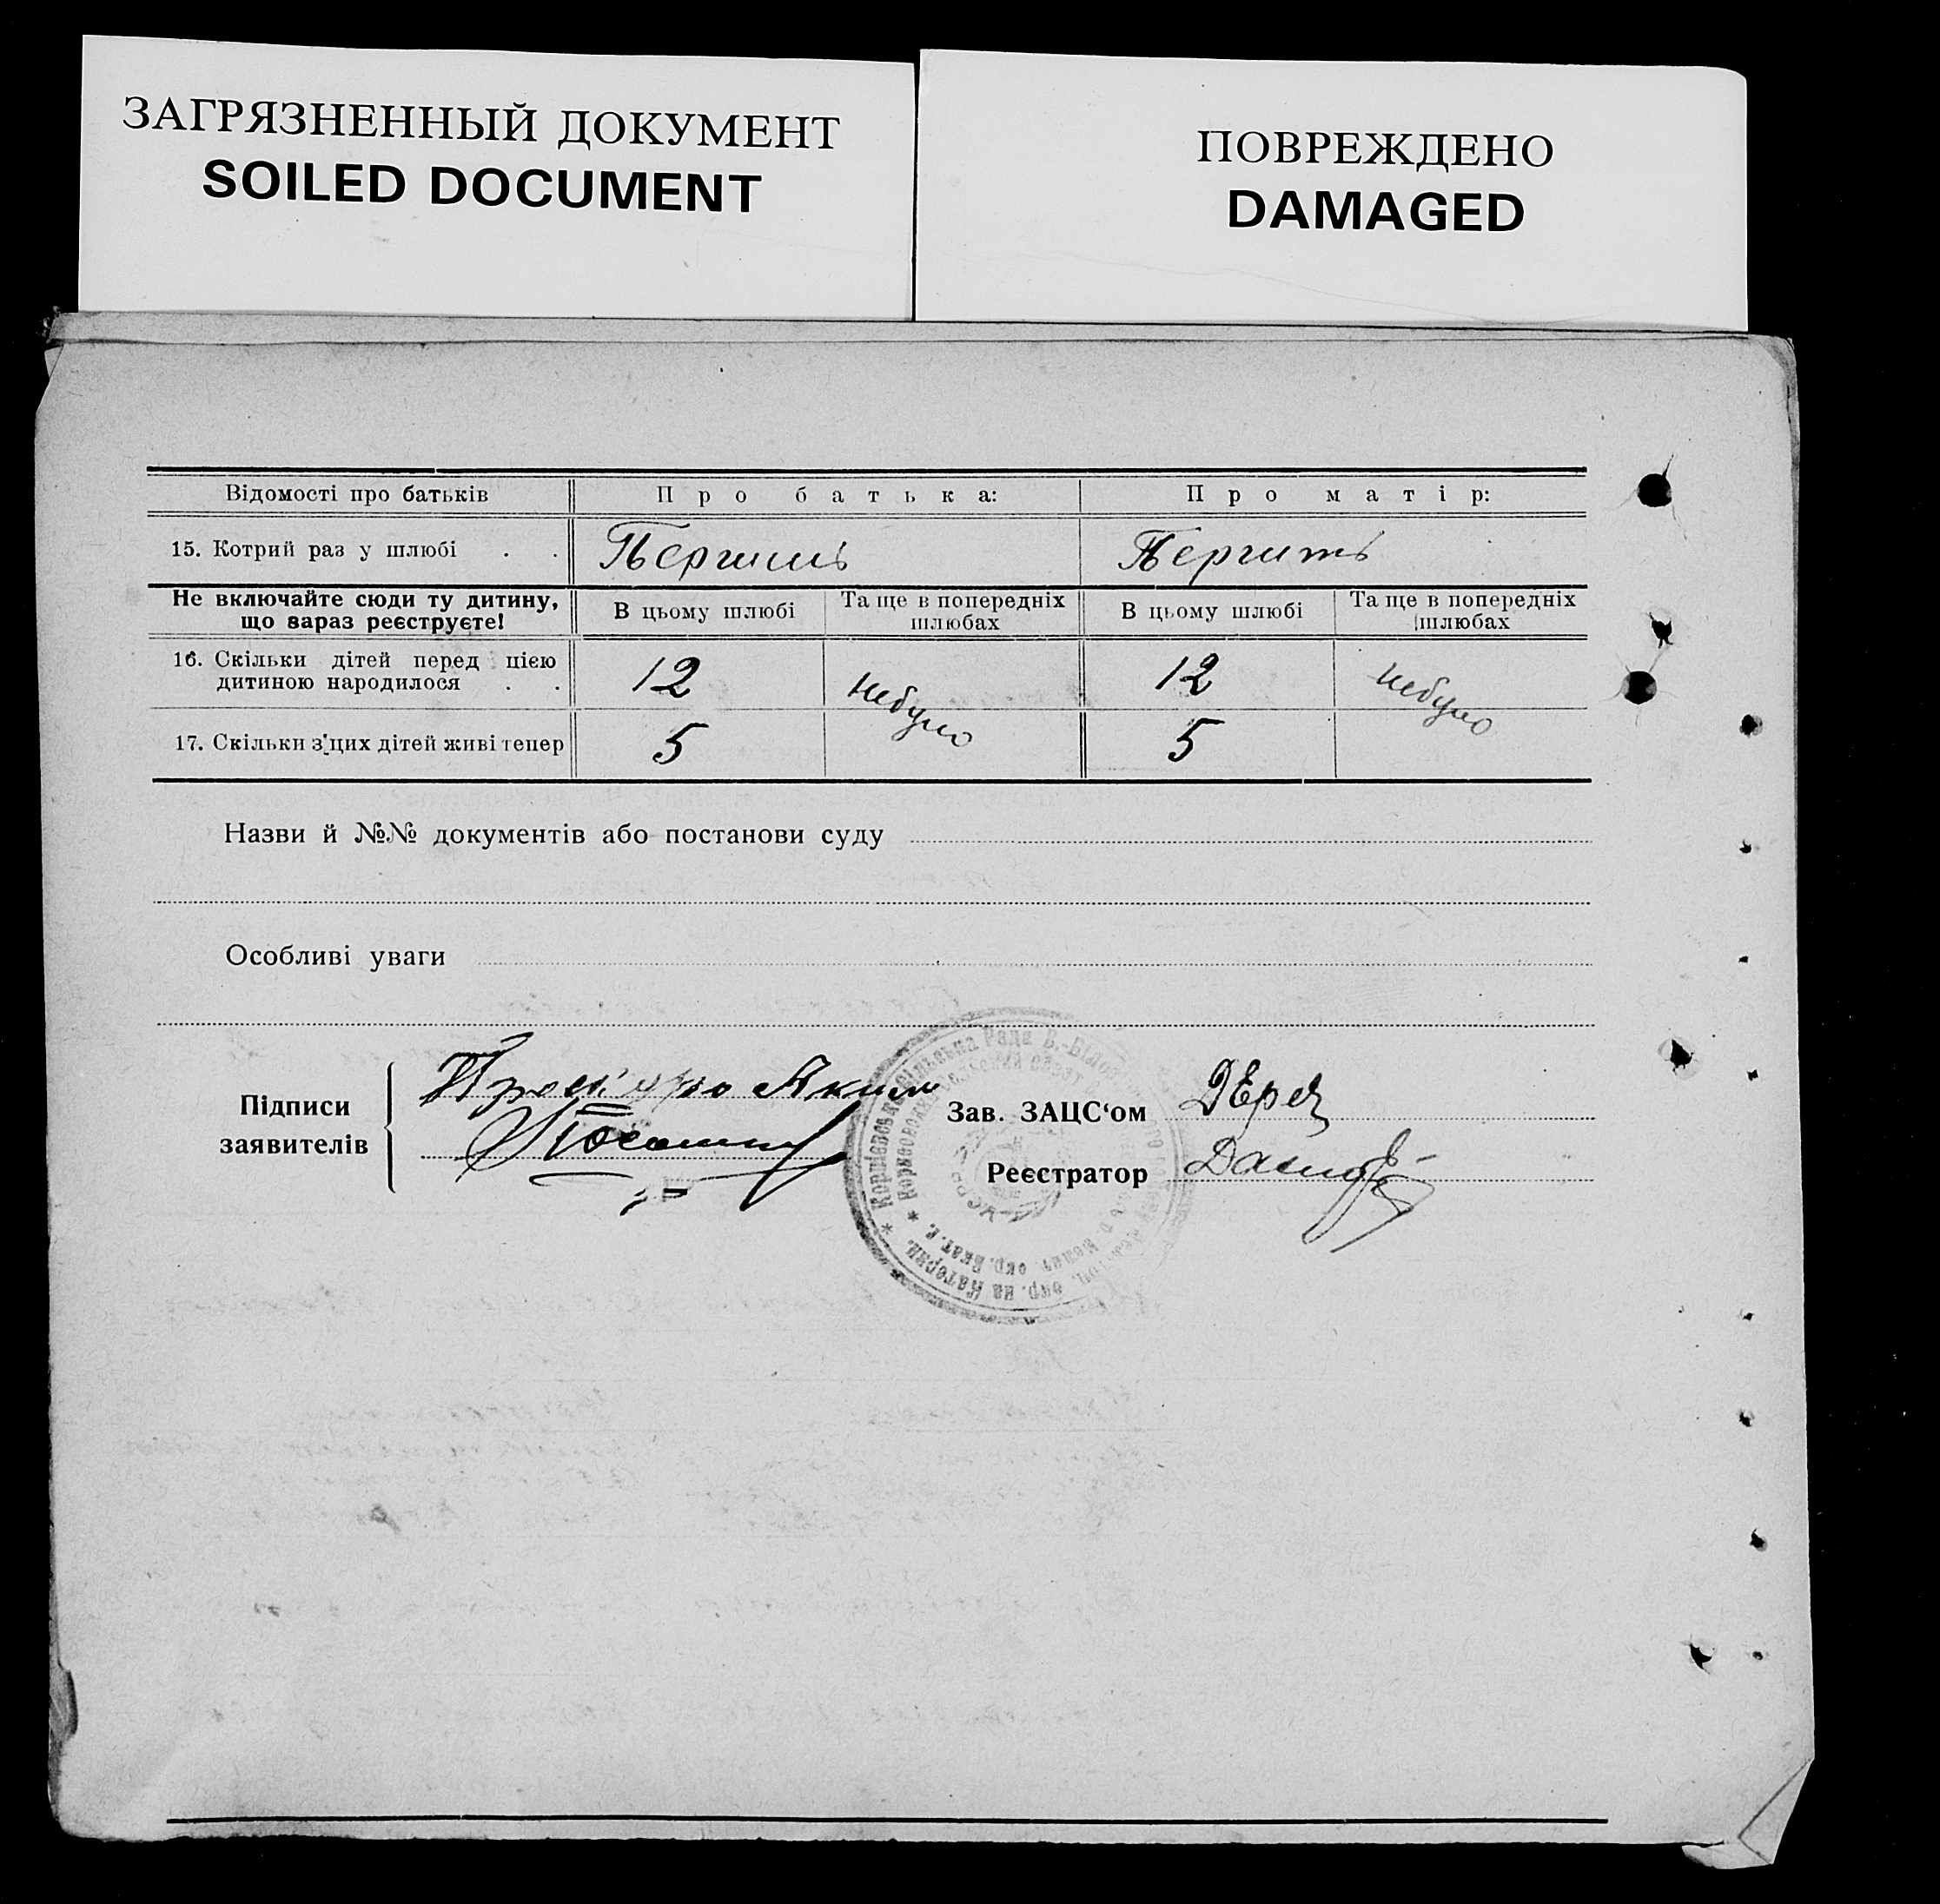 ЗАГРЯЗНЕННЫЙ ДОКУМЕНТ
SOILED DOCUMENT
ПОВРЕЖДЕНО
DAMAGED
Відомості про батьків Про батька: Про матір:
15. Котрий раз у шлюбі . .
Не включайте сюди ту дитину, що вараз реєструєте! В цьому шлюбі Та ще в попередніх шлюбах В цьому шлюбі Та ще в попередніх шлюбах
16. Скільки дітей перед цією дитиною народилося . . 12 небуло 12 небуло
17. Скільки з'цих дітей живі тепер 5 5
Назви й №№ документів або постанови суду
Особливі уваги
Підписи заявителів
Аким
Зав. ЗАЦС‘ом
Реєстратор